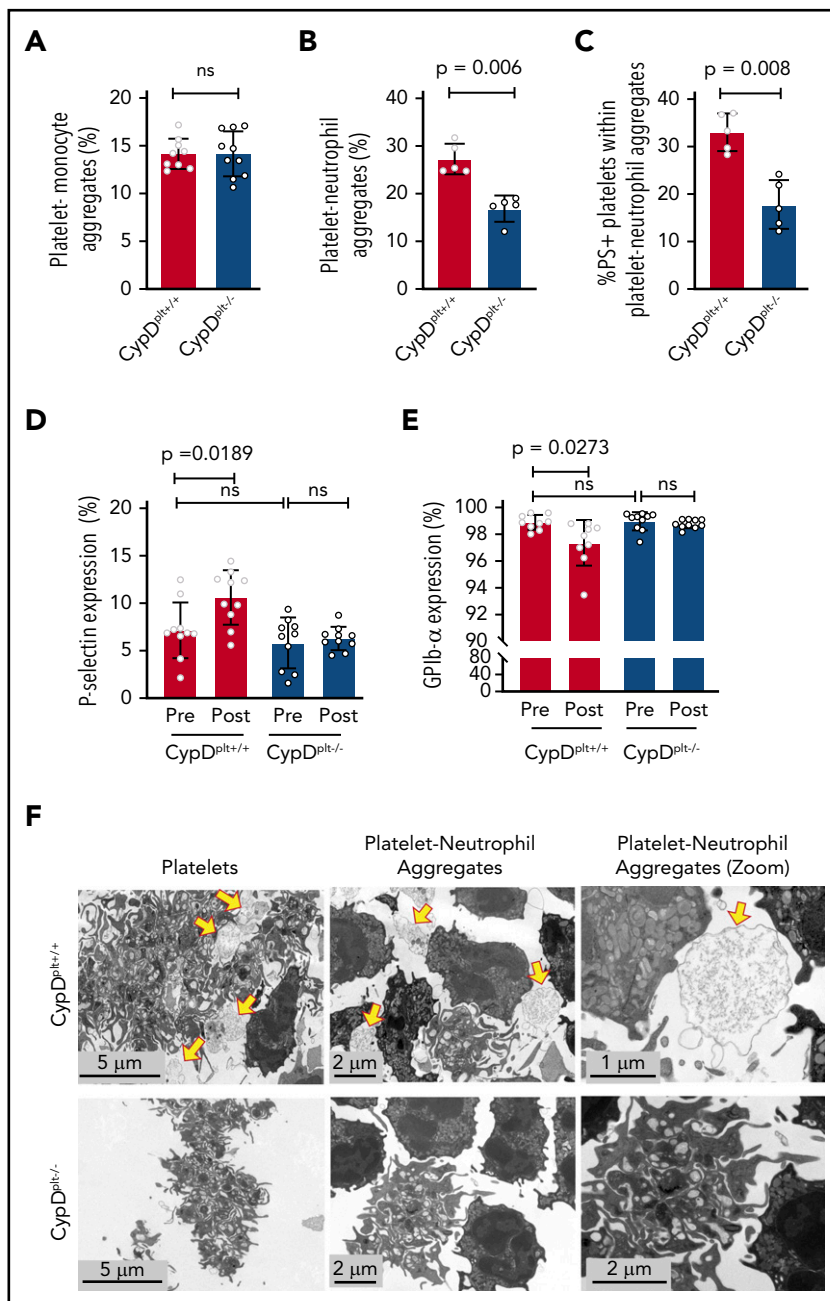 A
ns
20
15
10
5
0
Platelet- monocyte
aggregates (%)
CypDplt+/+
CypDplt-/-
B
p = 0.006
40
30
20
10
0
Platelet-neutrophil
aggregates (%)
CypDplt+/+
CypDplt-/-
C
p = 0.008
40
30
20
10
0
%PS+ platelets within
platelet-neutrophil aggregates
CypDplt+/+
CypDplt-/-
D
p =0.0189
ns
ns
20
15
10
5
0
P-selectin expression (%)
Pre
Post
Pre
Post
CypDplt+/+
CypDplt-/-
E
p = 0.0273
ns
ns
100
98
96
94
92
90
80
40
0
GPIb-α expression (%)
Pre
Post
Pre
Post
CypDplt+/+
CypDplt-/-
F
Platelets
Platelet-Neutrophil
Aggregates
Platelet-Neutrophil
Aggregates (Zoom)
CypDplt+/+
5 μm
2 μm
1 μm
CypDplt-/-
5 μm
2 μm
2 μm